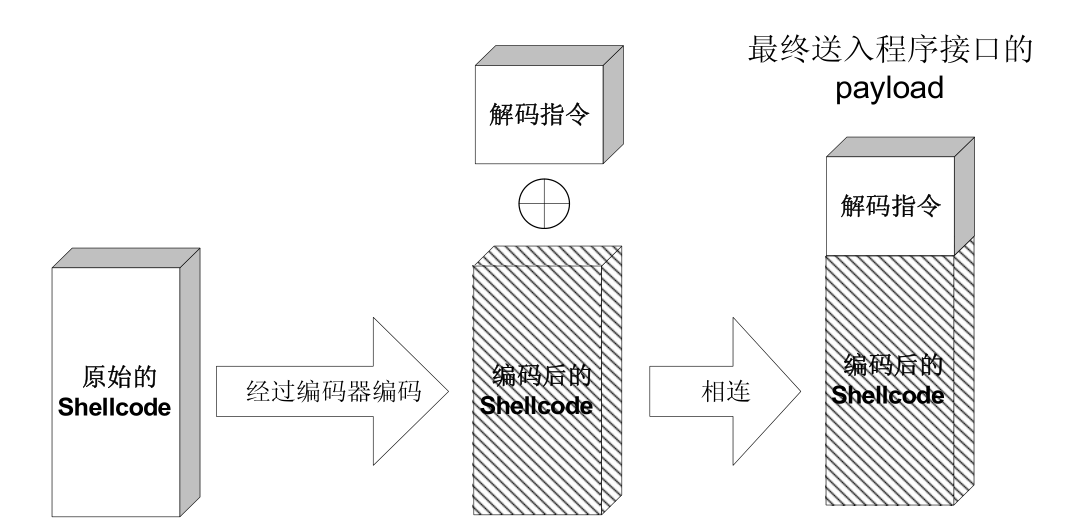 最终送入程序接口的
payload
解码指令
解码指令
原始的
Shellcode
经过编码器编码
编码后的
Shellcode
相连
编码后的
Shellcode